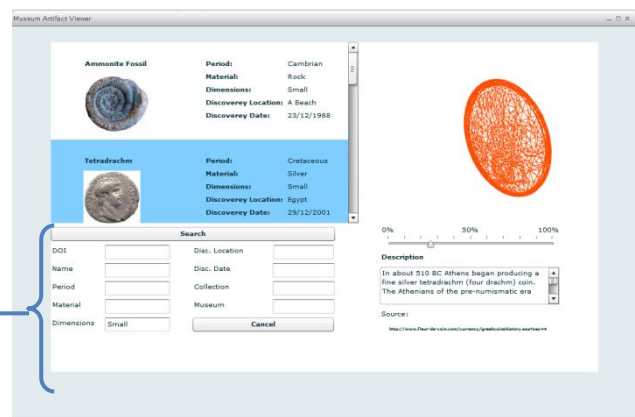 Museum Artifact Viewer
Ammonite Fossil
Period: Cambrian
Material: Rock
Dimensions: Small
Discoverey Location: A Beach
Discoverey Date: 23/12/1988
Tetradrachm
Period: Cretaceous
Material: Silver
Dimensions: Small
Discoverey Location: Egypt
Discoverey Date: 29/12/2001
Search
DOI
Disc. Location
Name
Disc. Date
Period
Collection
Material
Museum
Dimensions Small
Cancel
0% 50% 100%
Description
In about 510 BC Athens began producing a
fine silver tetradrachm (four drachm) coin.
The Athenians of the pre-numismatic era
Source: